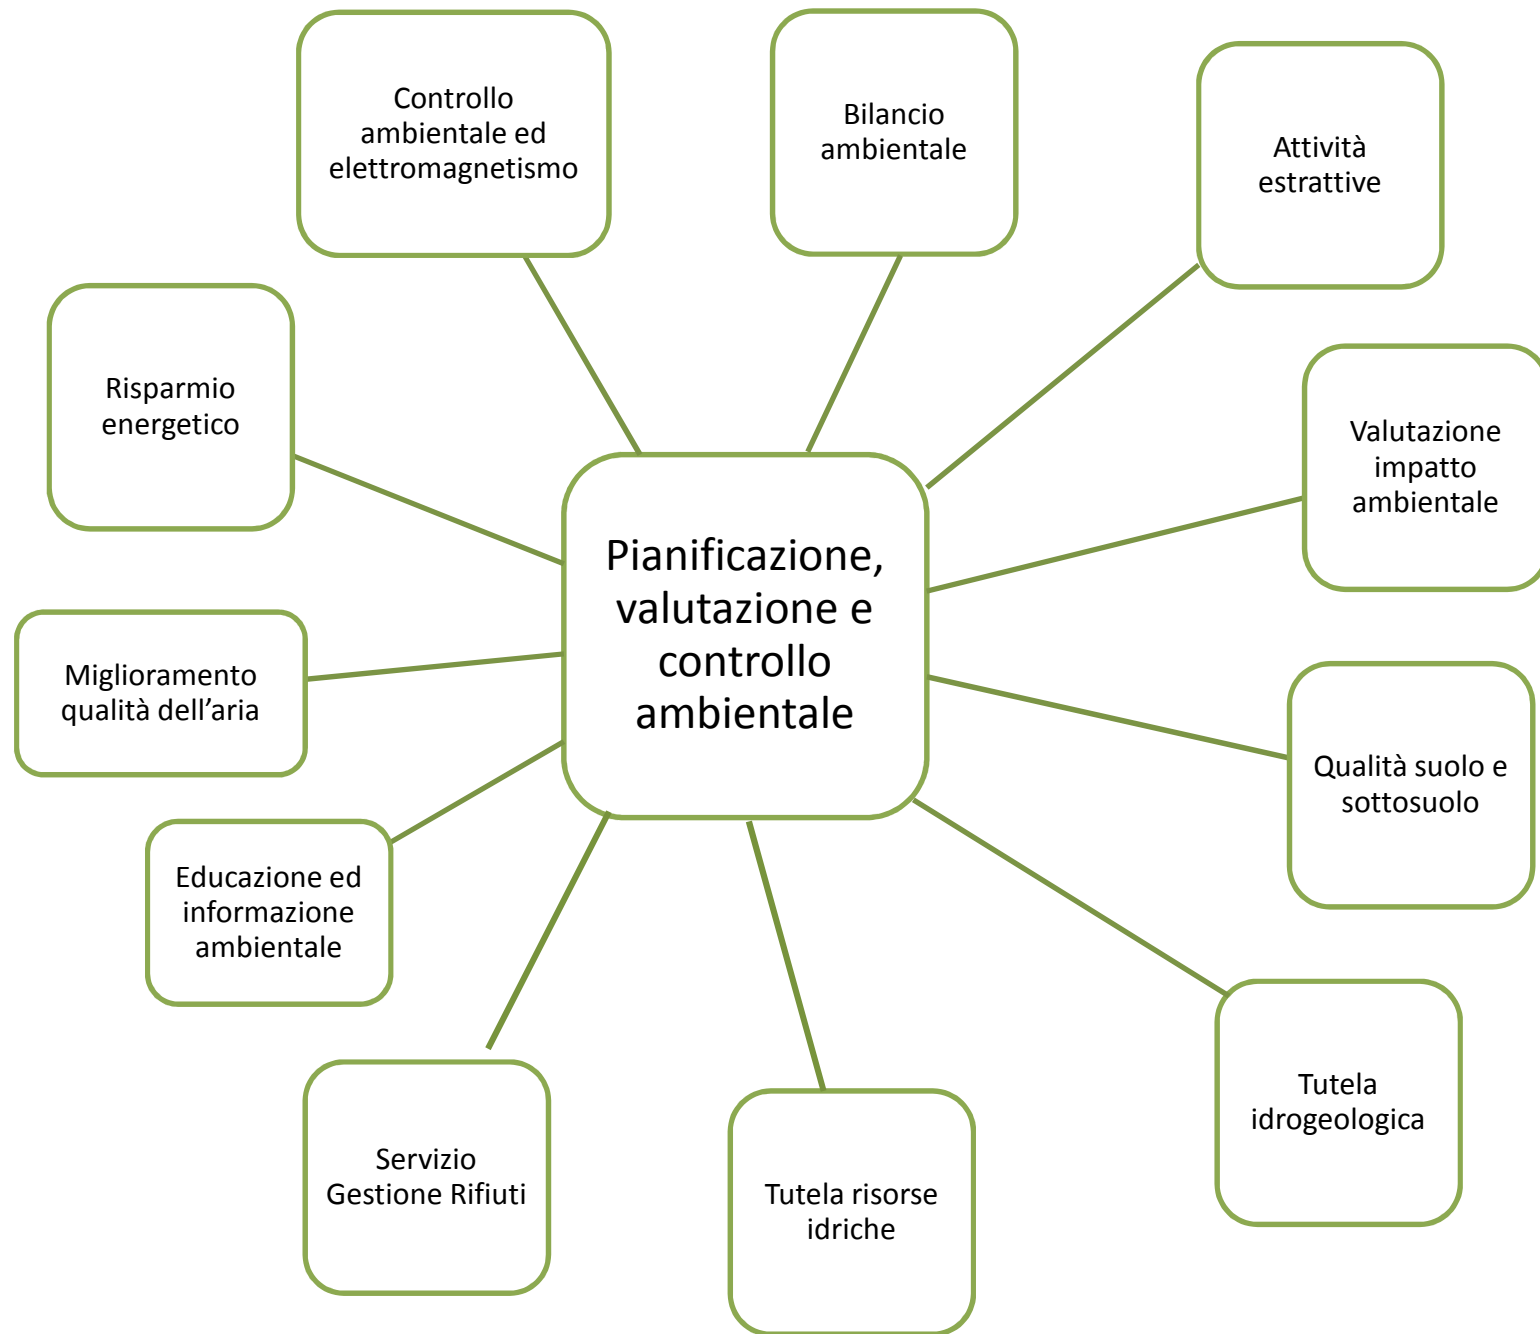 Controllo
ambientale ed
elettromagnetismo
Bilancio
ambientale
Attività
estrattive
Risparmio
energetico
Valutazione
impatto
ambientale
Pianificazione,
valutazione e
controllo
ambientale
Miglioramento
qualità dell’aria
Qualità suolo e
sottosuolo
Educazione ed
informazione
ambientale
Tutela
idrogeologica
Servizio
Gestione Rifiuti
Tutela risorse
idriche